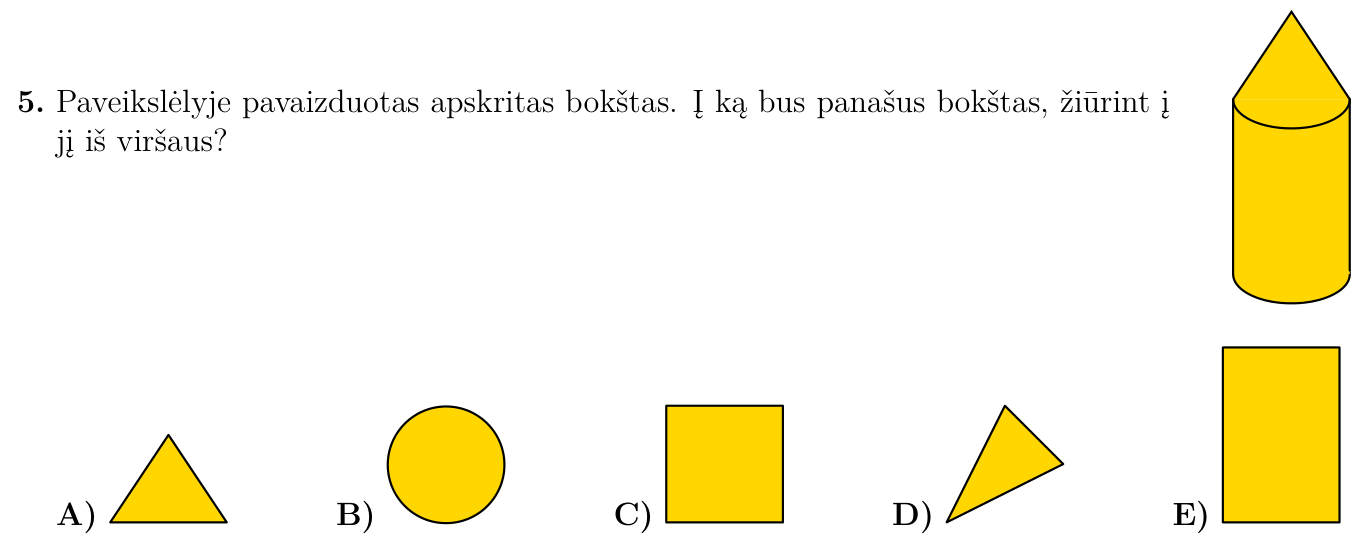 5. Paveikslėlyje pavaizduotas apskritas bokštas. Į ką bus panašus bokštas, žiūrint į
jį iš viršaus?
A) B) C) D) E)